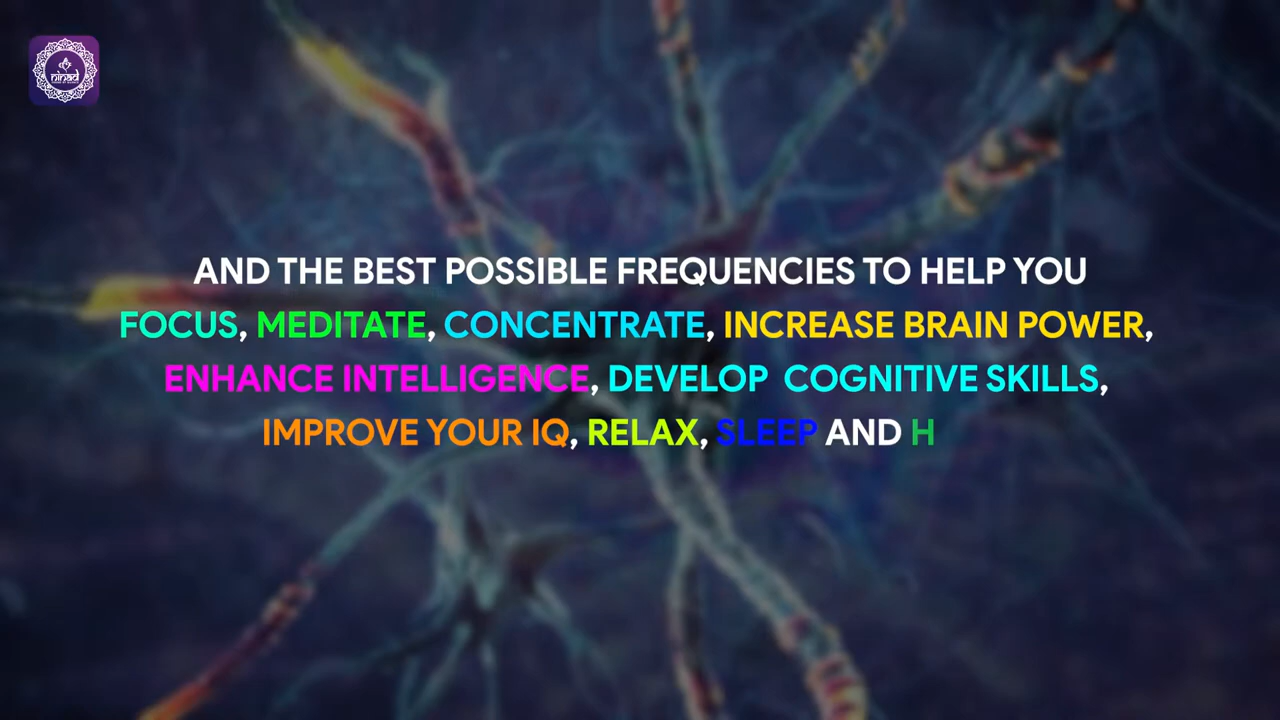 ninad
AND THE BEST POSSIBLE FREQUENCIES TO HELP YOU
FOCUS, MEDITATE, CONCENTRATE, INCREASE BRAIN POWER,
ENHANCE INTELLIGENCE, DEVELOP COGNITIVE SKILLS,
IMPROVE YOUR IQ, RELAX, SLEEP AND H